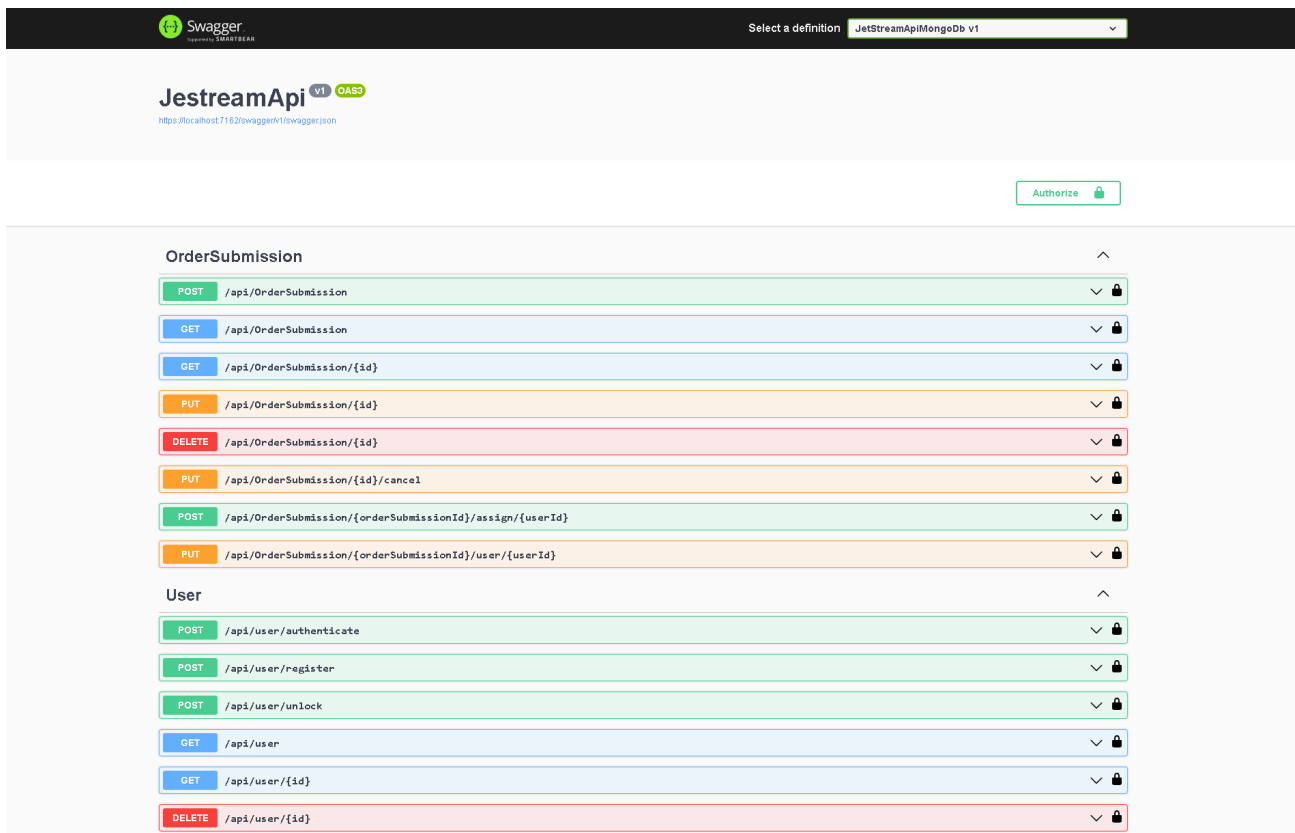 Swagger.
Supported by SMARTBEAR
Select a definition
JetStreamApiMongoDb v1
JestreamApi v1 OAS3
https://localhost:7162/swagger/v1/swagger.json
Authorize
OrderSubmission
POST /api/OrderSubmission
GET /api/OrderSubmission
GET /api/OrderSubmission/{id}
PUT /api/OrderSubmission/{id}
DELETE /api/OrderSubmission/{id}
PUT /api/OrderSubmission/{id}/cancel
POST /api/OrderSubmission/{orderSubmissionId}/assign/{userId}
PUT /api/OrderSubmission/{orderSubmissionId}/user/{userId}
User
POST /api/user/authenticate
POST /api/user/register
POST /api/user/unlock
GET /api/user
GET /api/user/{id}
DELETE /api/user/{id}